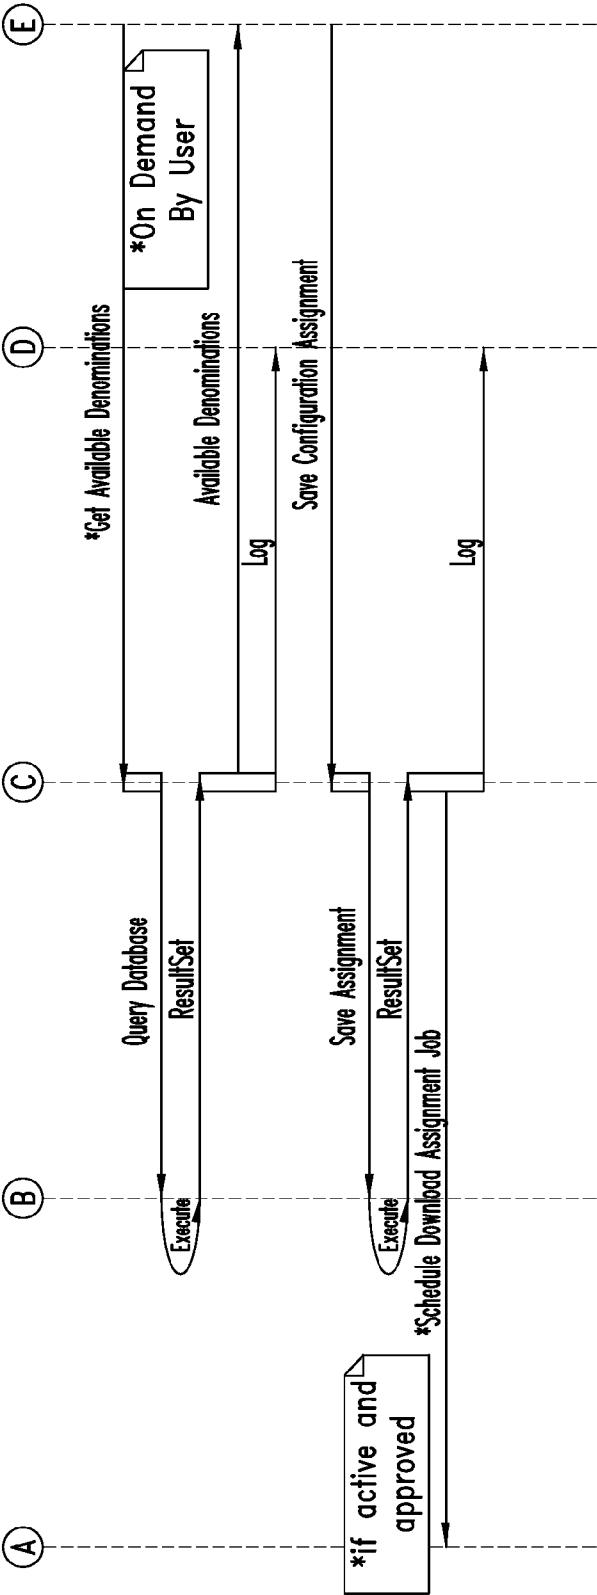 A
B
C
D
E
*Get Available Denominations
*On Demand
By User
Query Database
Execute
ResultSet
Available Denominations
Log
Save Configuration Assignment
Save Assignment
Execute
ResultSet
*if active and
approved
*Schedule Download Assignment Job
Log